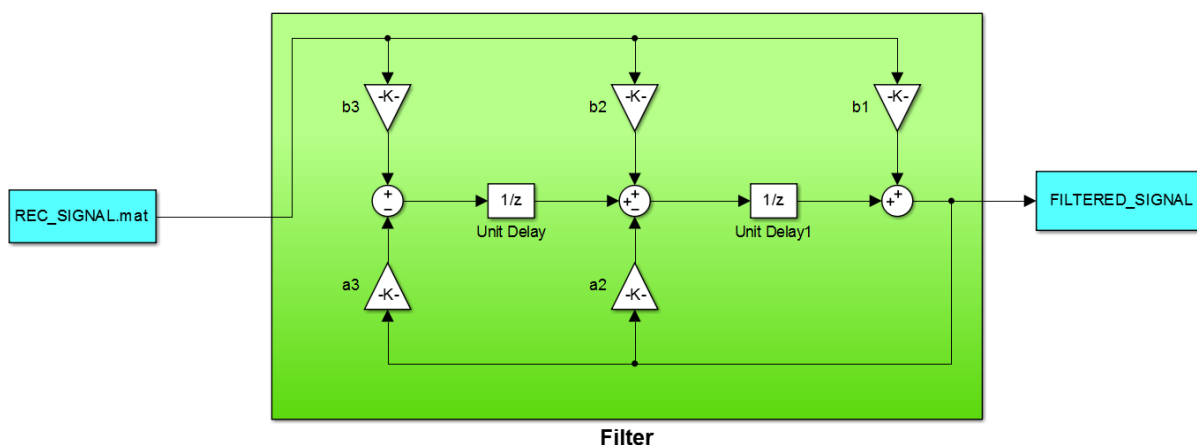 -K-
b3
-K-
b2
-K-
b1
REC_SIGNAL.mat
+
−
1/z
Unit Delay
+
+
−
1/z
Unit Delay1
+
+
FILTERED_SIGNAL
a3
-K-
a2
-K-
Filter